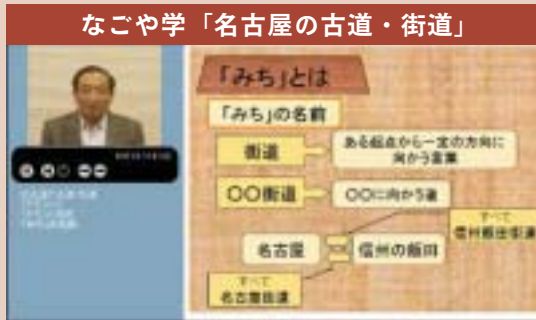 なごや学「名古屋の古道・街道」
「みち」とは
「みち」の名前
街道
ある起点から一定の方向に
向かう言葉
〇〇街道
〇〇に向かう道
すべて
信州飯田街道
名古屋
信州の飯田
すべて
名古屋街道